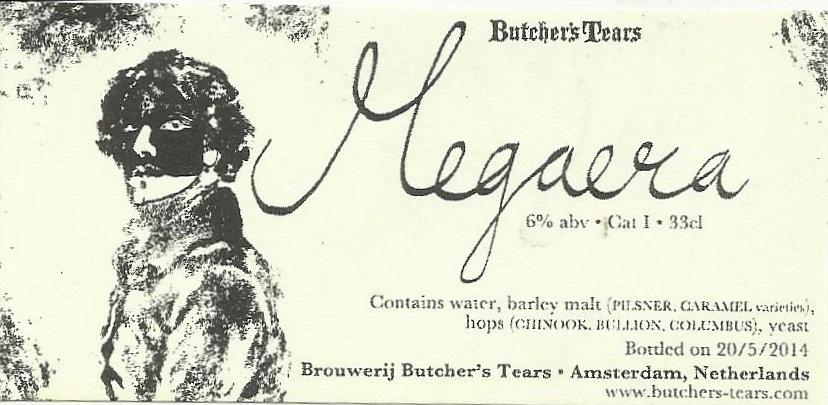 Butcher's Tears
Megaera
6% abv • Cat I • 33cl
Contains water, barley malt (PILSNER, CARAMEL varieties),
hops (CHINOOK, BULLION, COLUMBUS), yeast
Bottled on 20/5/2014
Brouwerij Butcher's Tears • Amsterdam, Netherlands
www.butchers-tears.com